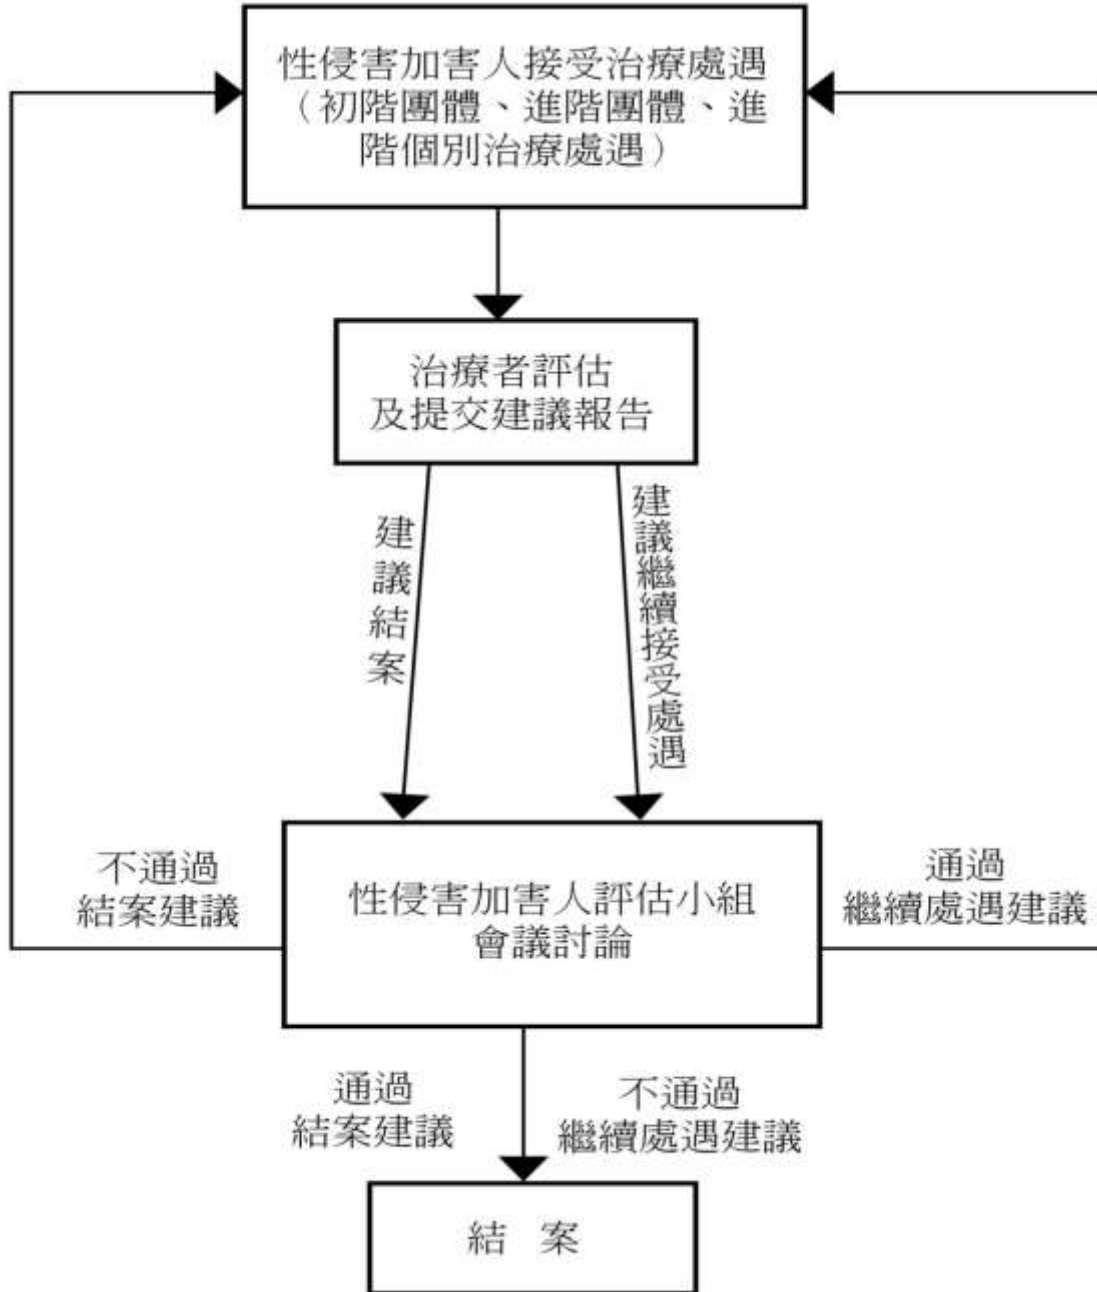 性侵害加害人接受治療處遇
（初階團體、進階團體、進
階個別治療處遇）
治療者評估
及提交建議報告
建議結案
建議繼續接受處遇
不通過
結案建議
性侵害加害人評估小組
會議討論
通過
繼續處遇建議
通過
結案建議
不通過
繼續處遇建議
結 案